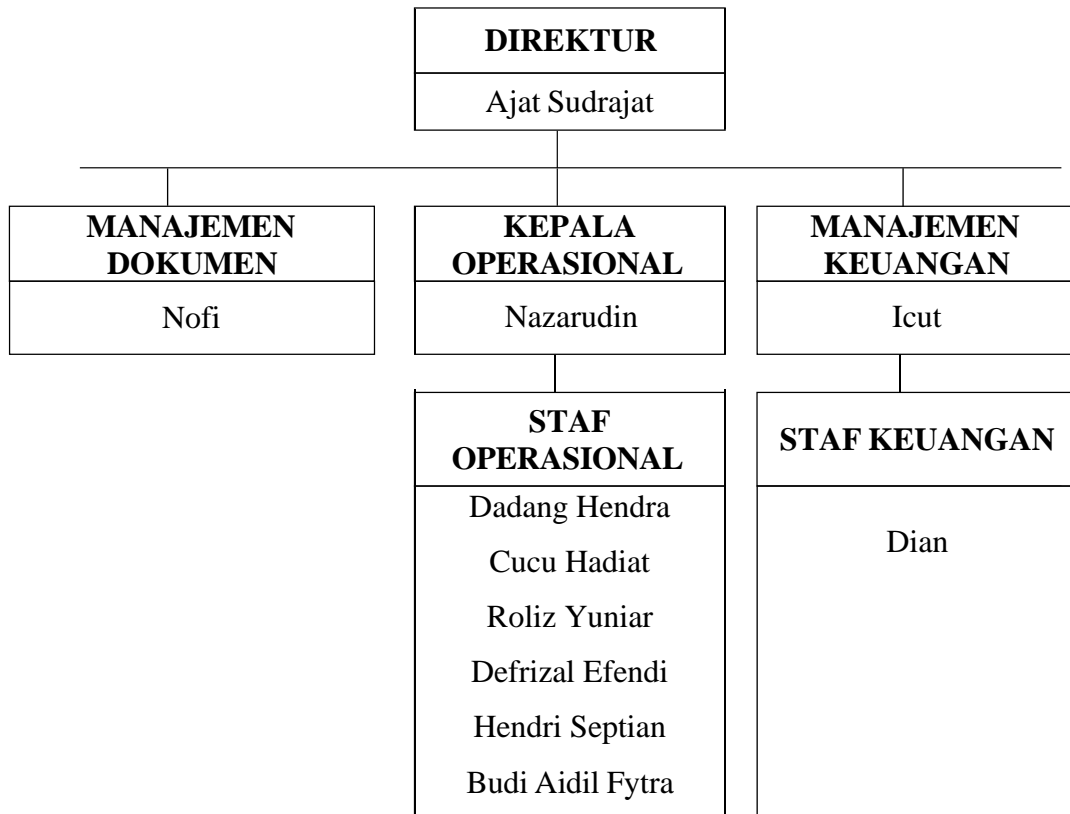 DIREKTUR
Ajat Sudrajat
MANAJEMEN
DOKUMEN
Nofi
KEPALA
OPERASIONAL
Nazarudin
MANAJEMEN
KEUANGAN
Icut
STAF
OPERASIONAL
Dadang Hendra
Cucu Hadiat
Roliz Yuniar
Defrizal Efendi
Hendri Septian
Budi Aidil Fytra
STAF KEUANGAN
Dian